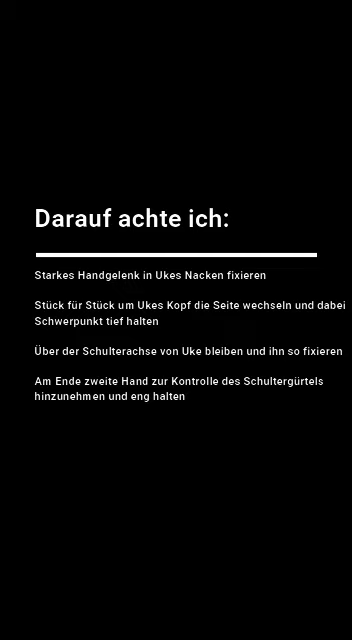 Darauf achte ich:
Starkes Handgelenk in Ukes Nacken fixieren
Stück für Stück um Ukes Kopf die Seite wechseln und dabei
Schwerpunkt tief halten
Über der Schulterachse von Uke bleiben und ihn so fixieren
Am Ende zweite Hand zur Kontrolle des Schultergürtels
hinzunehmen und eng halten